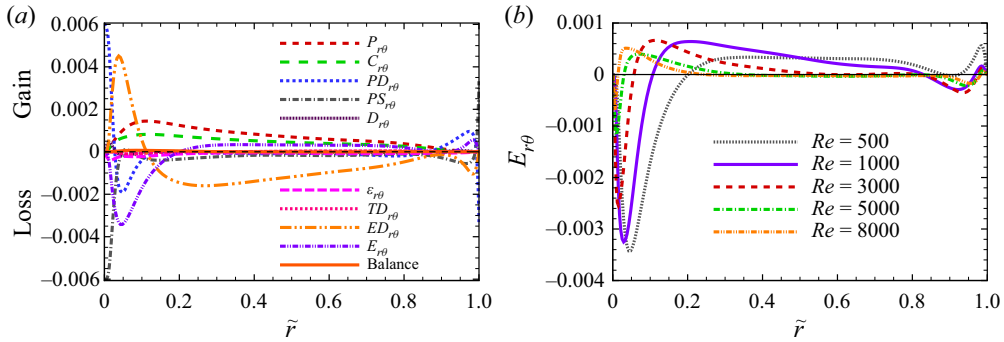 (a)
0.006
0.004
0.002
0
−0.002
−0.004
−0.006
Gain
Loss
P_{rθ}
C_{rθ}
PD_{rθ}
PS_{rθ}
D_{rθ}
ε_{rθ}
TD_{rθ}
ED_{rθ}
E_{rθ}
Balance
0 0.2 0.4 0.6 0.8 1.0
r̃
(b)
0.001
0
−0.001
−0.002
−0.003
−0.004
E_{rθ}
Re = 500
Re = 1000
Re = 3000
Re = 5000
Re = 8000
0 0.2 0.4 0.6 0.8 1.0
r̃